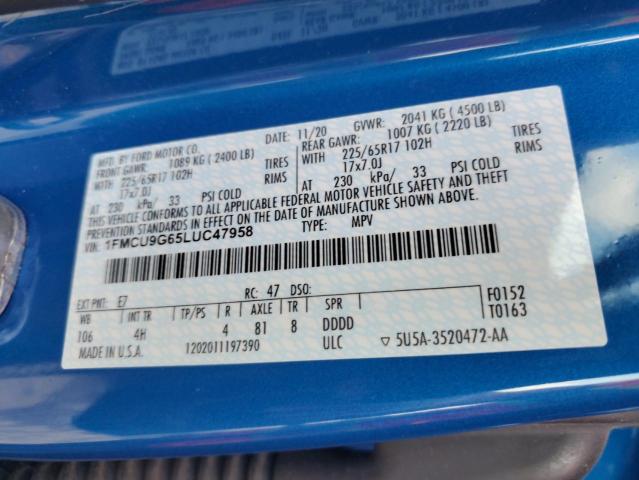 MFD. BY FORD MOTOR CO.
DATE: 11/20 GVWR: 2041 KG ( 4500 LB)
FRONT GAWR: 1089 KG ( 2400 LB) REAR GAWR: 1007 KG ( 2220 LB)
WITH 225/65R17 102H TIRES WITH 225/65R17 102H TIRES
17x7.0J RIMS 17x7.0J RIMS
AT 230 kPa/ 33 PSI COLD AT 230 kPa/ 33 PSI COLD
CONFORMS TO ALL APPLICABLE FEDERAL MOTOR VEHICLE SAFETY AND THEFT
PREVENTION STANDARDS IN EFFECT ON THE DATE OF MANUFACTURE SHOWN ABOVE.
VIN: 1FMCU9G65LUC47958 TYPE: MPV
EXT PNT: E7 RC: 47 DSO: F0152
WB INT TR TP/PS R AXLE TR SPR T0163
106 4H 4 81 8 DDDD
MADE IN U.S.A. 1202011197390 ULC ▽ 5U5A-3520472-AA